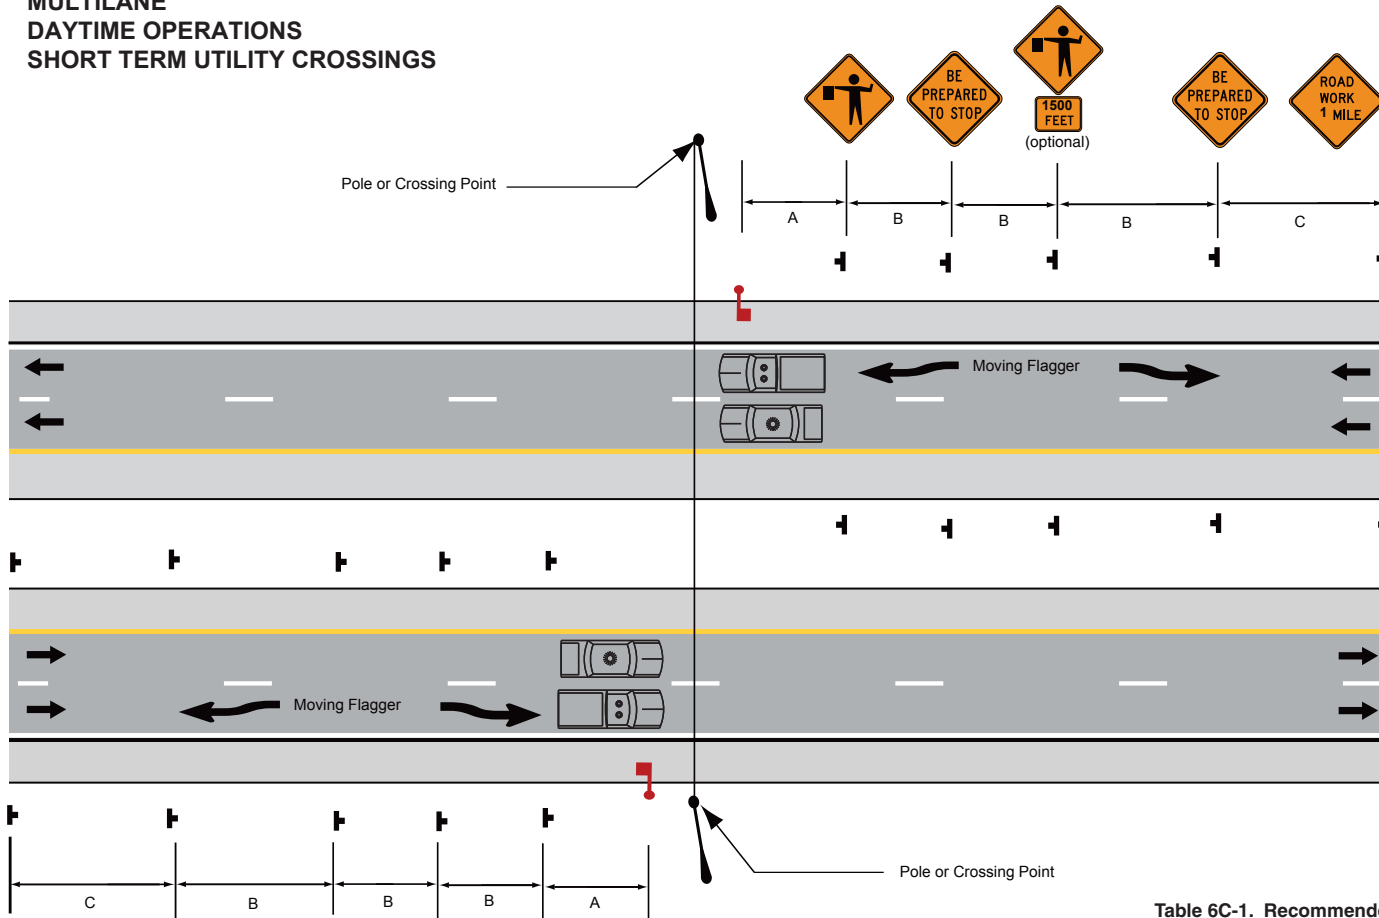 MULTILANE
DAYTIME OPERATIONS
SHORT TERM UTILITY CROSSINGS
BE
PREPARED
TO STOP
1500
FEET
(optional)
BE
PREPARED
TO STOP
ROAD
WORK
1 MILE
Pole or Crossing Point
A
B
B
B
C
Moving Flagger
Moving Flagger
Pole or Crossing Point
C
B
B
B
A
Table 6C-1. Recommende